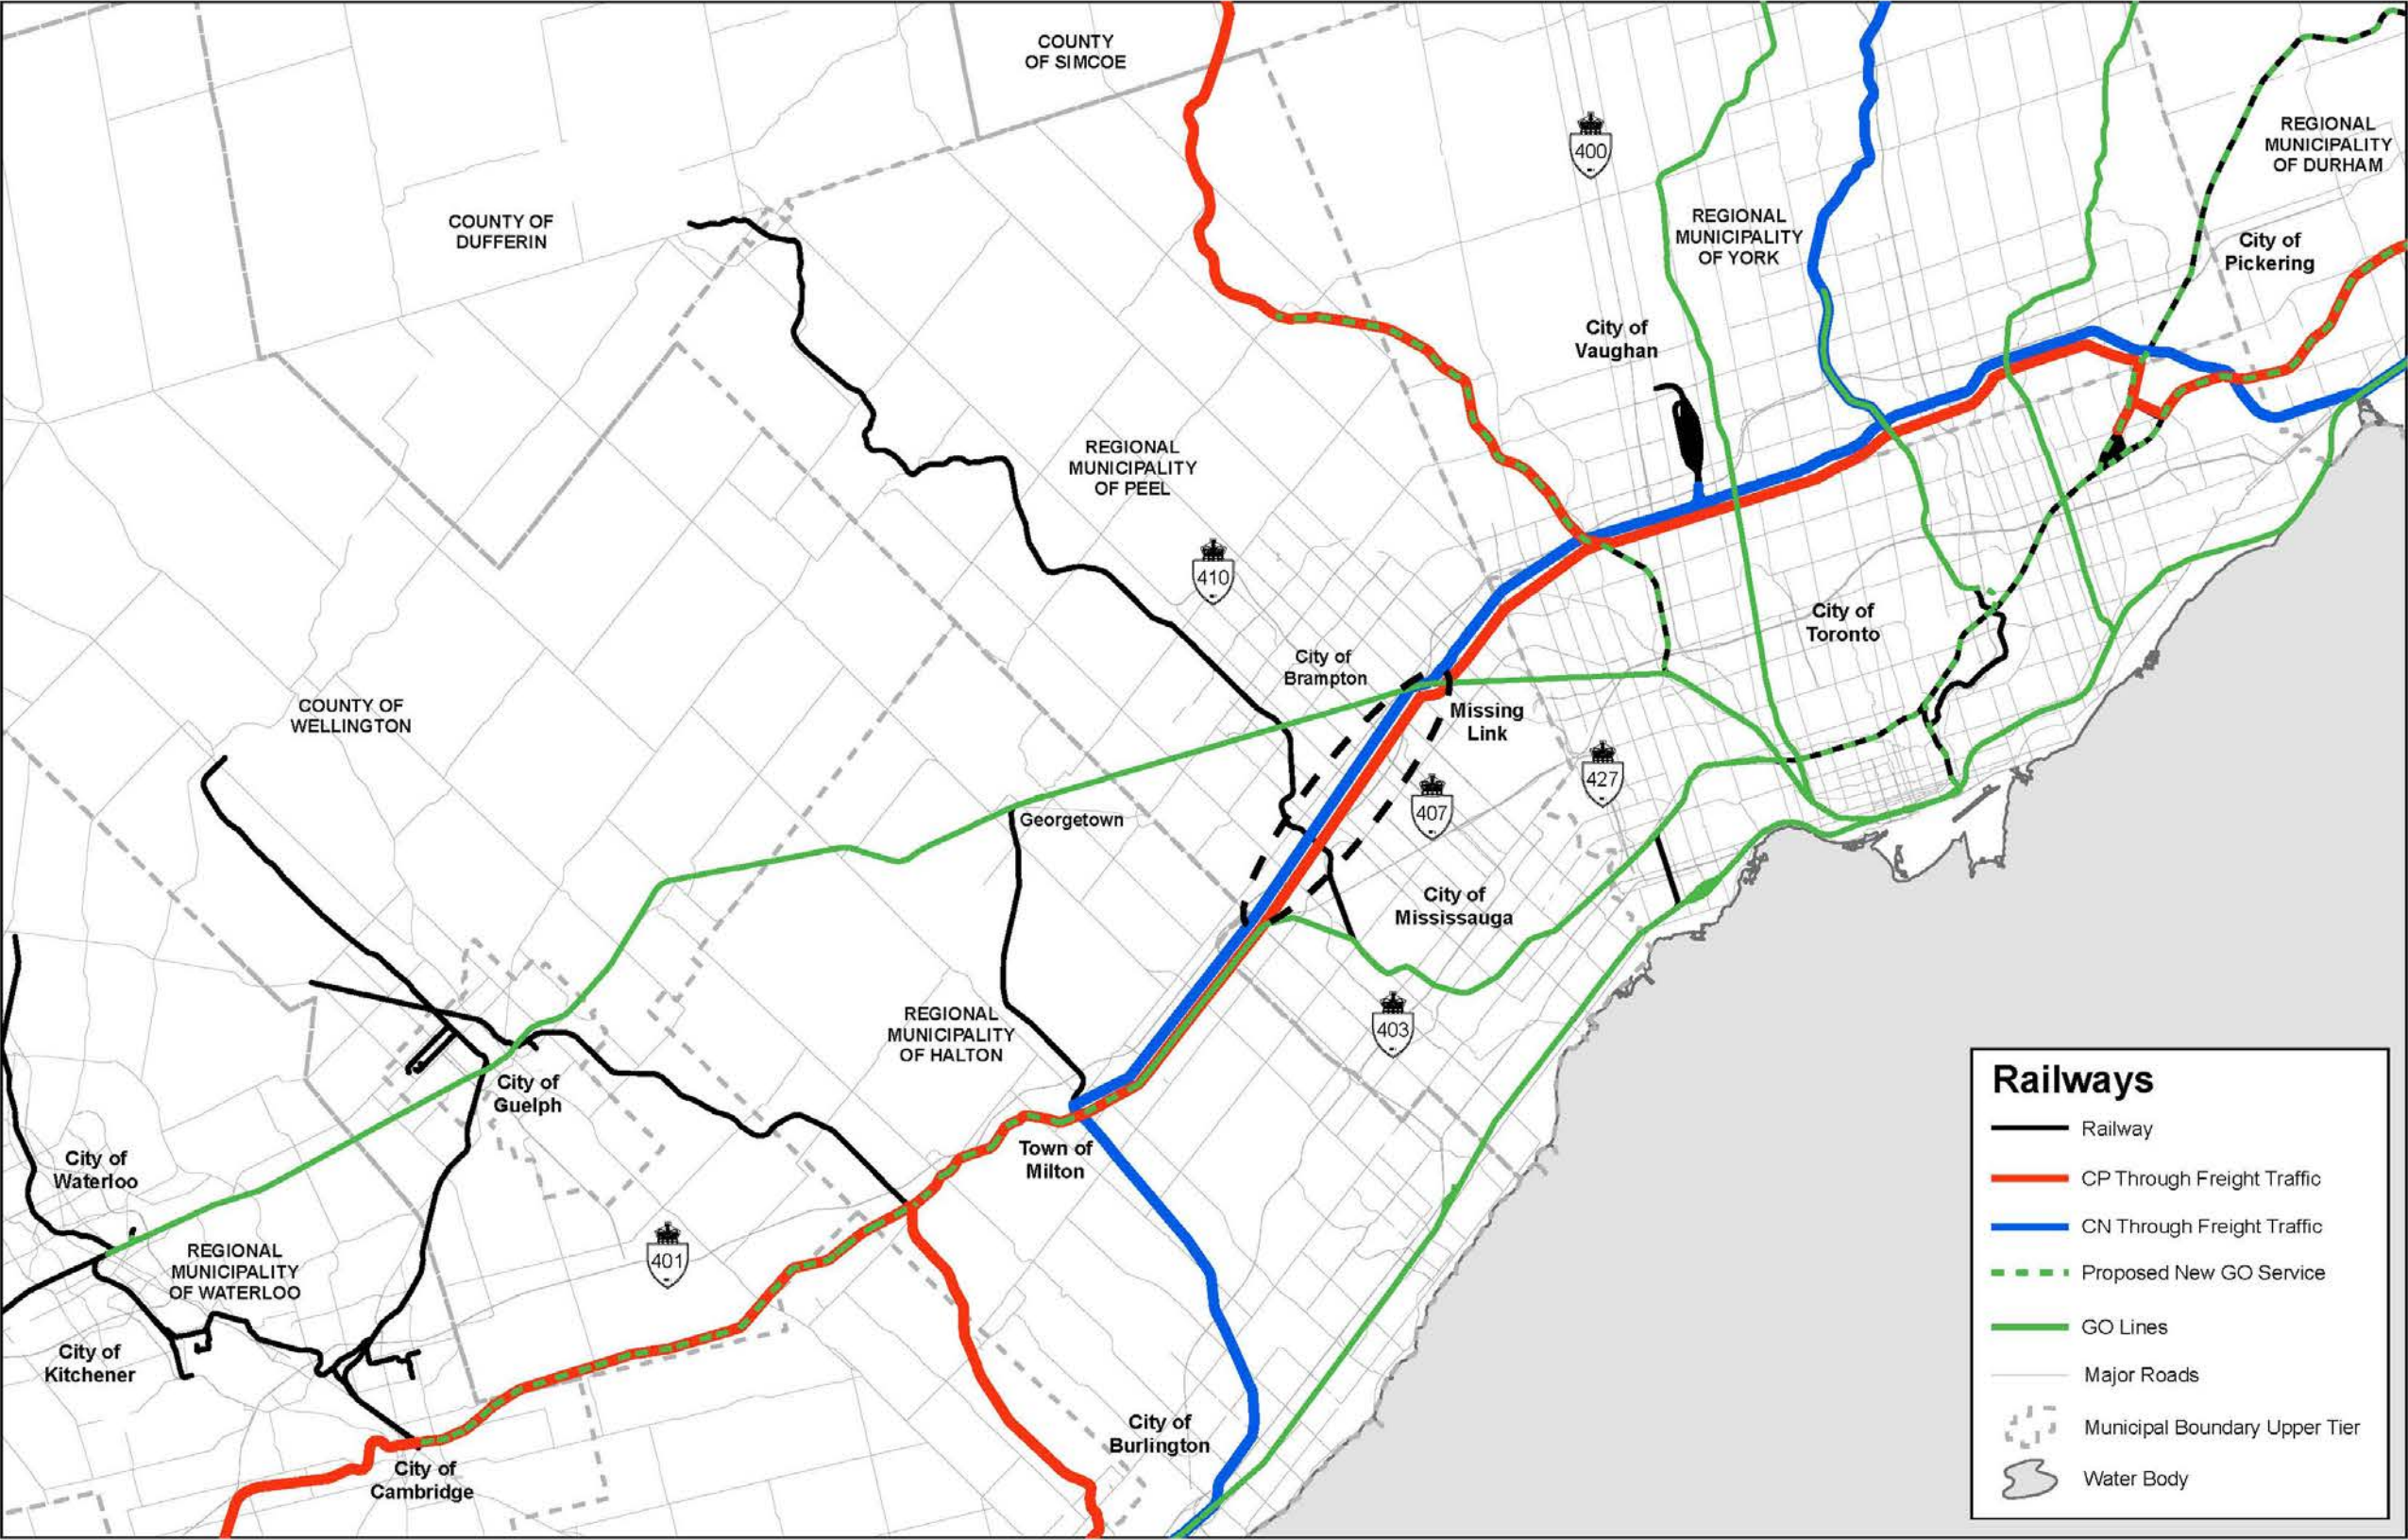 COUNTY
OF SIMCOE
400
REGIONAL
MUNICIPALITY
OF DURHAM
COUNTY OF
DUFFERIN
REGIONAL
MUNICIPALITY
OF YORK
City of
Pickering
City of
Vaughan
REGIONAL
MUNICIPALITY
OF PEEL
410
City of
Toronto
City of
Brampton
Missing
Link
COUNTY OF
WELLINGTON
427
407
Georgetown
City of
Mississauga
REGIONAL
MUNICIPALITY
OF HALTON
403
City of
Guelph
Town of
Milton
City of
Waterloo
REGIONAL
MUNICIPALITY
OF WATERLOO
401
City of
Kitchener
City of
Cambridge
City of
Burlington
Railways
Railway
CP Through Freight Traffic
CN Through Freight Traffic
Proposed New GO Service
GO Lines
Major Roads
Municipal Boundary Upper Tier
Water Body